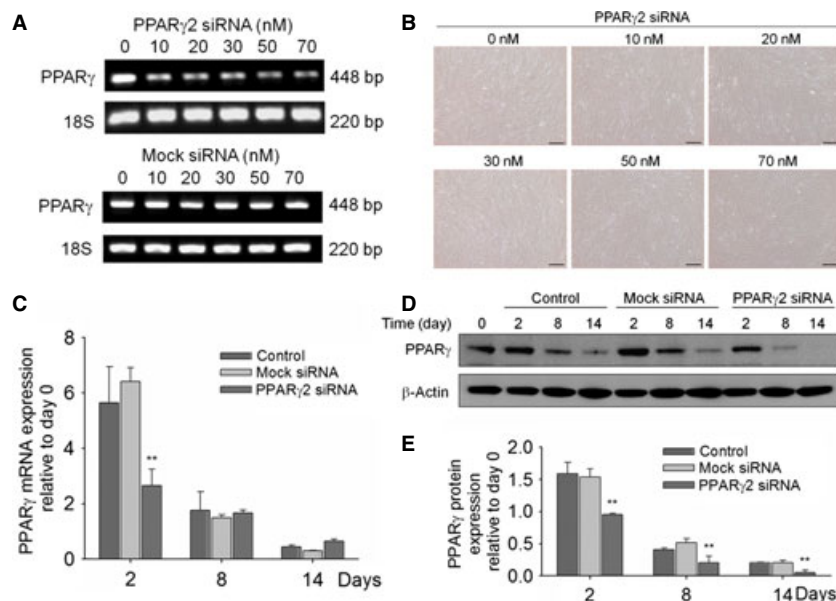 A
PPARγ2 siRNA (nM)
0 10 20 30 50 70
PPARγ 448 bp
18S 220 bp
Mock siRNA (nM)
0 10 20 30 50 70
PPARγ 448 bp
18S 220 bp
B
PPARγ2 siRNA
0 nM 10 nM 20 nM
30 nM 50 nM 70 nM
C
PPARγ mRNA expression
relative to day 0
8
6
4
2
0
Control
Mock siRNA
PPARγ2 siRNA
**
2 8 14 Days
D
Control Mock siRNA PPARγ2 siRNA
Time (day) 0 2 8 14 2 8 14 2 8 14
PPARγ
β-Actin
E
PPARγ protein
expression
relative to day 0
2.0
1.5
1.0
0.5
0.0
Control
Mock siRNA
PPARγ2 siRNA
**
**
**
2 8 14 Days